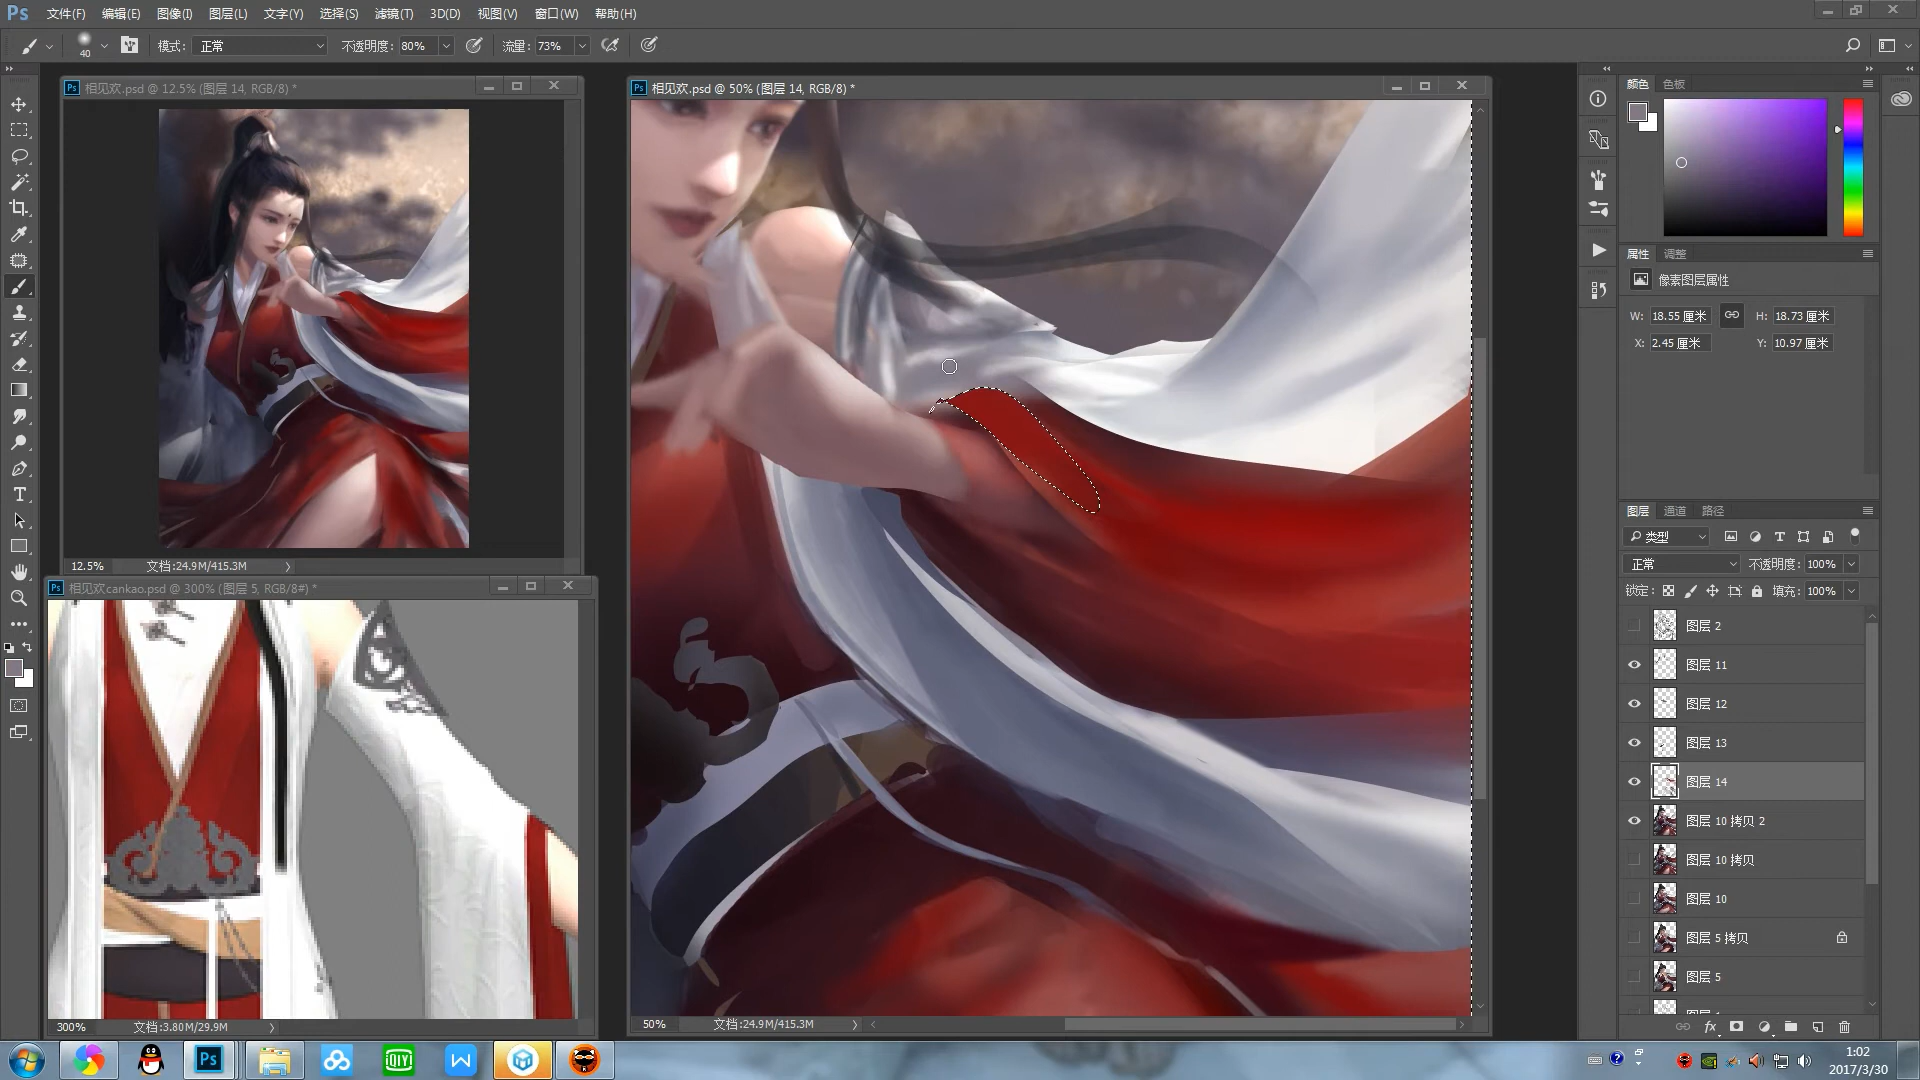 Ps 文件(F) 编辑(E) 图像(I) 图层(L) 文字(Y) 选择(S) 滤镜(T) 3D(D) 视图(V) 窗口(W) 帮助(H)
40 模式: 正常 不透明度: 80% 流量: 73%
Ps 相见欢.psd @ 12.5% (图层 14, RGB/8) *
Ps 相见欢.psd @ 50% (图层 14, RGB/8) *
颜色 色板
属性 调整
像素图层属性
W: 18.55 厘米 H: 18.73 厘米
X: 2.45 厘米 Y: 10.97 厘米
12.5% 文档:24.9M/415.3M
Ps 相见欢cankao.psd @ 300% (图层 5, RGB/8#) *
300% 文档:3.80M/29.9M
50% 文档:24.9M/415.3M
图层 通道 路径
类型
正常 不透明度: 100%
锁定: 填充: 100%
图层 2
图层 11
图层 12
图层 13
图层 14
图层 10 拷贝 2
图层 10 拷贝
图层 10
图层 5 拷贝
图层 5
fx
Ps
DIY
W
1:02
2017/3/30